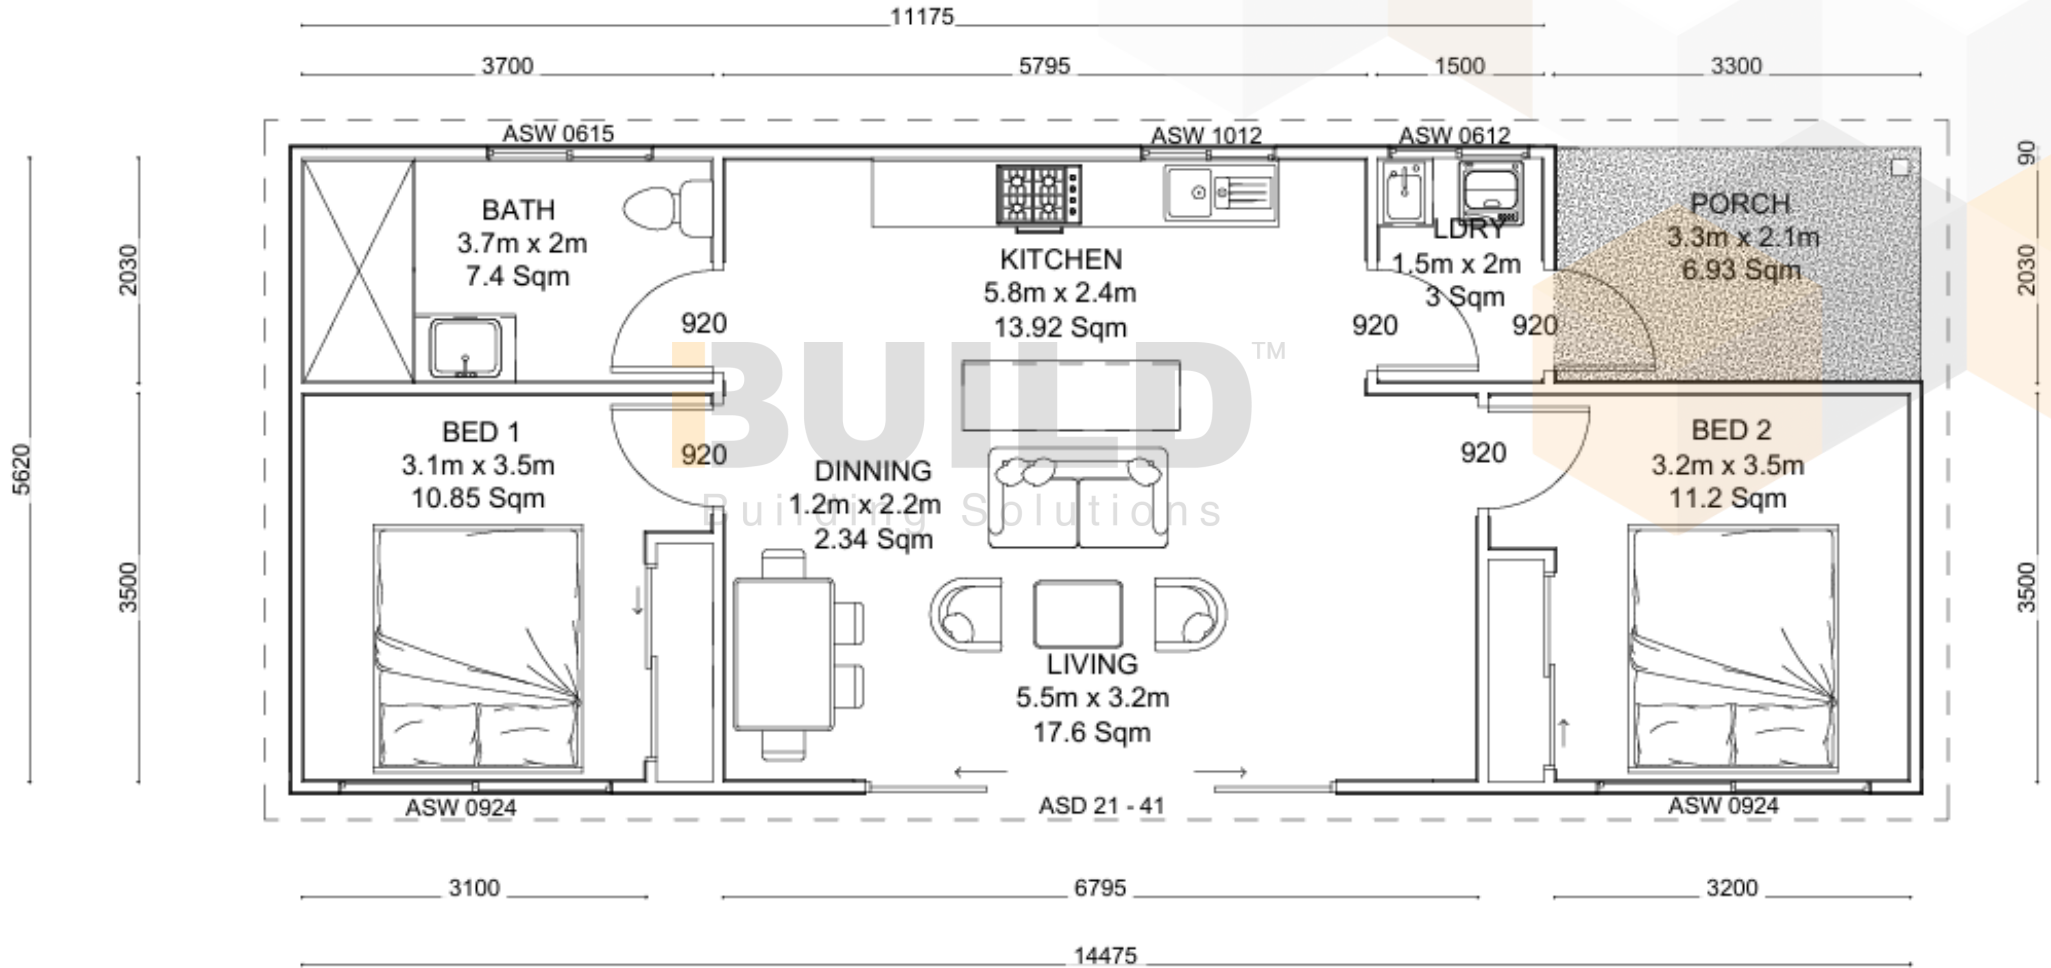 11175
3700
5795
1500
3300
ASW 0615
ASW 1012
ASW 0612
90
2030
2030
5620
3500
3500
BATH
3.7m x 2m
7.4 Sqm
KITCHEN
5.8m x 2.4m
13.92 Sqm
LDRY
1.5m x 2m
3 Sqm
PORCH
3.3m x 2.1m
6.93 Sqm
920
920
920
BUILD™
Building Solutions
BED 1
3.1m x 3.5m
10.85 Sqm
920
DINNING
1.2m x 2.2m
2.34 Sqm
920
BED 2
3.2m x 3.5m
11.2 Sqm
LIVING
5.5m x 3.2m
17.6 Sqm
ASW 0924
ASD 21 - 41
ASW 0924
3100
6795
3200
14475